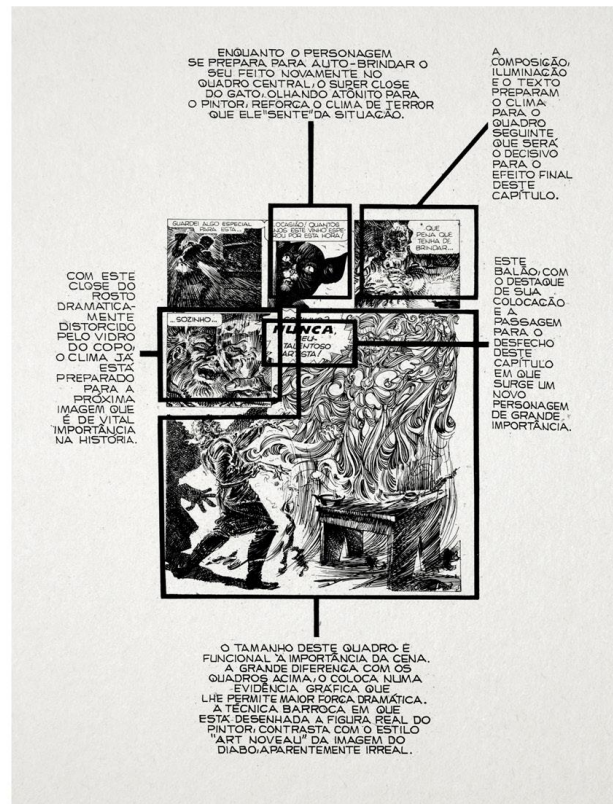 ENQUANTO O PERSONAGEM
SE PREPARA PARA AUTO-BRINDAR O
SEU FEITO NOVAMENTE NO
QUADRO CENTRAL, O SUPER CLOSE
DO GATO, OLHANDO ATÔNITO PARA
O PINTOR, REFORÇA O CLIMA DE TERROR
QUE ELE "SENTE" DA SITUAÇÃO.
A
COMPOSIÇÃO,
ILUMINAÇÃO
E O TEXTO
PREPARAM
O CLIMA
PARA O
QUADRO
SEGUINTE
QUE SERÁ
O DECISIVO
PARA O
EFEITO FINAL
DESTE
CAPÍTULO.
GUARDEI ALGO ESPECIAL
PARA ESTA...
OCASIÃO! QUANTOS
ANOS ESTE VINHO ESPE-
ROU POR ESTA HORA!
QUE
PENA QUE
TENHA DE
BRINDAR...
COM ESTE
CLOSE DO
ROSTO
DRAMATICA-
MENTE
DISTORCIDO
PELO VIDRO
DO COPO,
O CLIMA JÁ
ESTÁ
PREPARADO
PARA A
PRÓXIMA
IMAGEM QUE
É DE VITAL
IMPORTÂNCIA
NA HISTÓRIA.
... SOZINHO...
NUNCA,
MEU
TALENTOSO
ARTISTA!
ESTE
BALÃO, COM
O DESTAQUE
DE SUA
COLOCAÇÃO
É A
PASSAGEM
PARA O
DESFECHO
DESTE
CAPÍTULO
EM QUE
SURGE UM
NOVO
PERSONAGEM
DE GRANDE
IMPORTÂNCIA.
O TAMANHO DESTE QUADRO É
FUNCIONAL À IMPORTÂNCIA DA CENA.
A GRANDE DIFERENÇA COM OS
QUADROS ACIMA, O COLOCA NUMA
EVIDÊNCIA GRÁFICA QUE
LHE PERMITE MAIOR FORÇA DRAMÁTICA.
A TÉCNICA BARROCA EM QUE
ESTÁ DESENHADA A FIGURA REAL DO
PINTOR, CONTRASTA COM O ESTILO
"ART NOVEAU" DA IMAGEM DO
DIABO, APARENTEMENTE IRREAL.